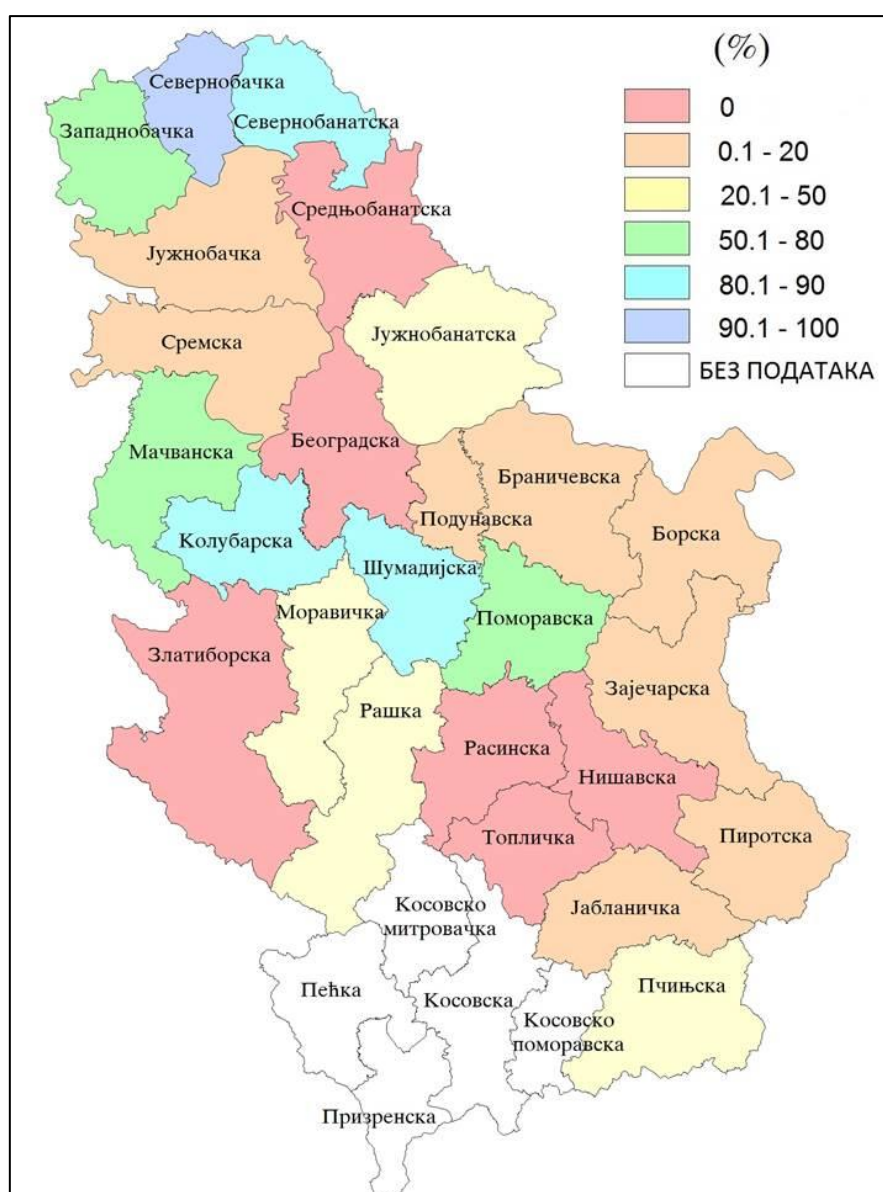 (%)
0
0.1 - 20
20.1 - 50
50.1 - 80
80.1 - 90
90.1 - 100
БЕЗ ПОДАТАКА
Севернобачка
Западнобачка
Севернобанатска
Средњобанатска
Јужнобачка
Јужнобанатска
Сремска
Београдска
Мачванска
Браничевска
Подунавска
Борска
Колубарска
Шумадијска
Моравичка
Поморавска
Златиборска
Зајечарска
Рашка
Расинска
Нишавска
Топличка
Пиротска
Јабланичка
Косовско
митровачка
Пећка
Косовска
Пчињска
Косовско
поморавска
Призренска